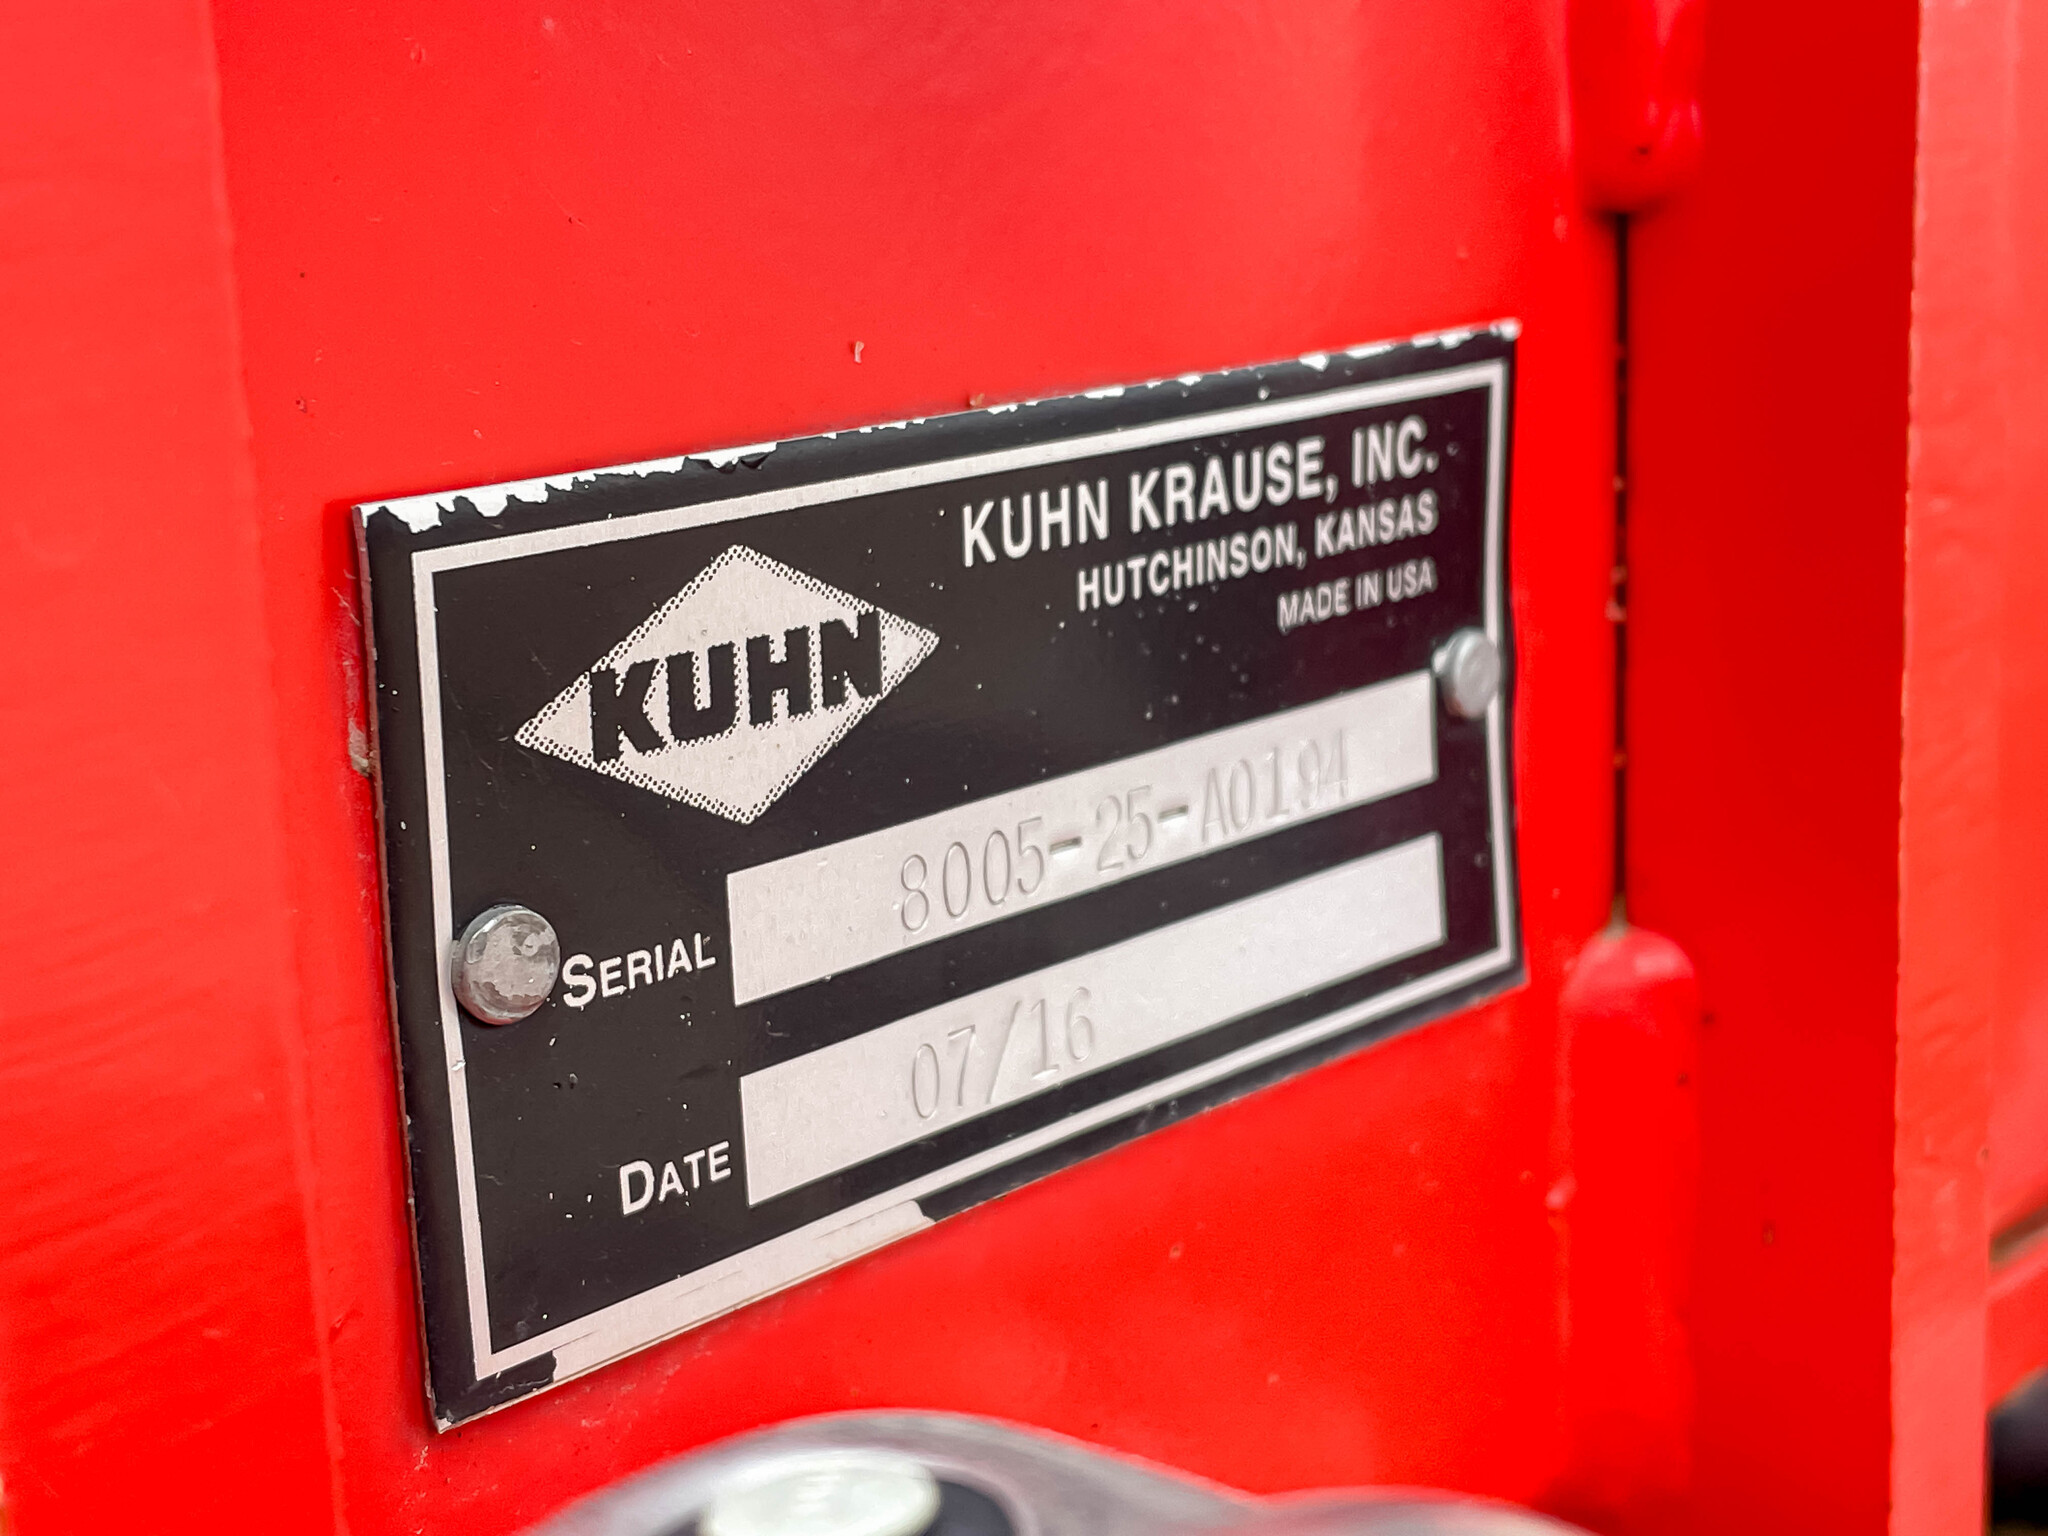 KUHN KRAUSE, INC.
HUTCHINSON, KANSAS
MADE IN USA
KUHN
SERIAL 8005-25-A0194
DATE 07/16